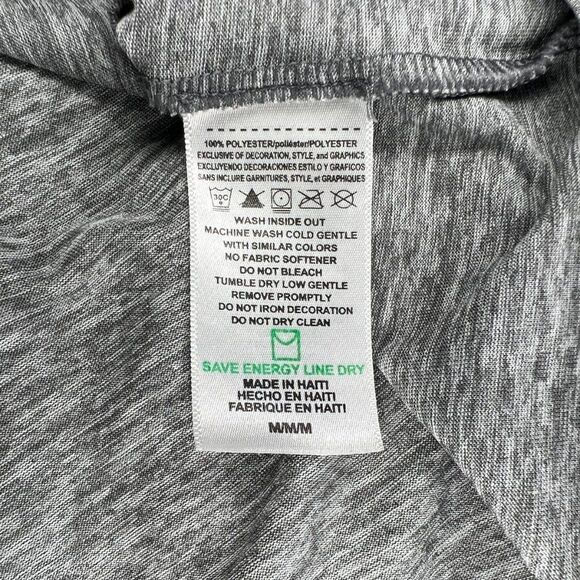 100% POLYESTER/poliéster/POLYESTER
EXCLUSIVE OF DECORATION, STYLE, and GRAPHICS
EXCLUYENDO DECORACIONES ESTILO Y GRAFICOS
SANS INCLURE GARNITURES, STYLE, et GRAPHIQUES
30C
WASH INSIDE OUT
MACHINE WASH COLD GENTLE
WITH SIMILAR COLORS
NO FABRIC SOFTENER
DO NOT BLEACH
TUMBLE DRY LOW GENTLE
REMOVE PROMPTLY
DO NOT IRON DECORATION
DO NOT DRY CLEAN
SAVE ENERGY LINE DRY
MADE IN HAITI
HECHO EN HAITI
FABRIQUE EN HAITI
M/M/M